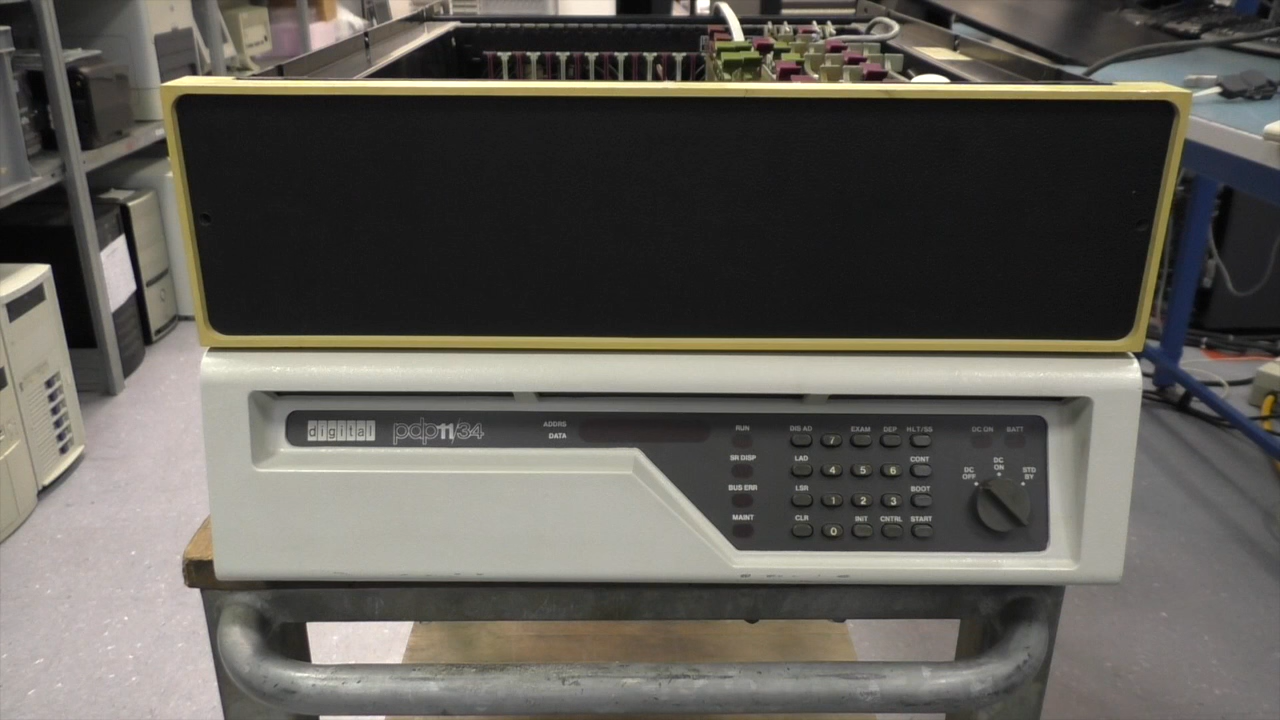 digital pdp11/34
ADDRS
DATA
RUN
SR DISP
BUS ERR
MAINT
DIS AD 7 EXAM DEP HLT/SS
LAD 4 5 6 CONT
LSR 1 2 3 BOOT
CLR 0 INIT CNTRL START
DC ON BATT
DC OFF
DC ON
STD BY